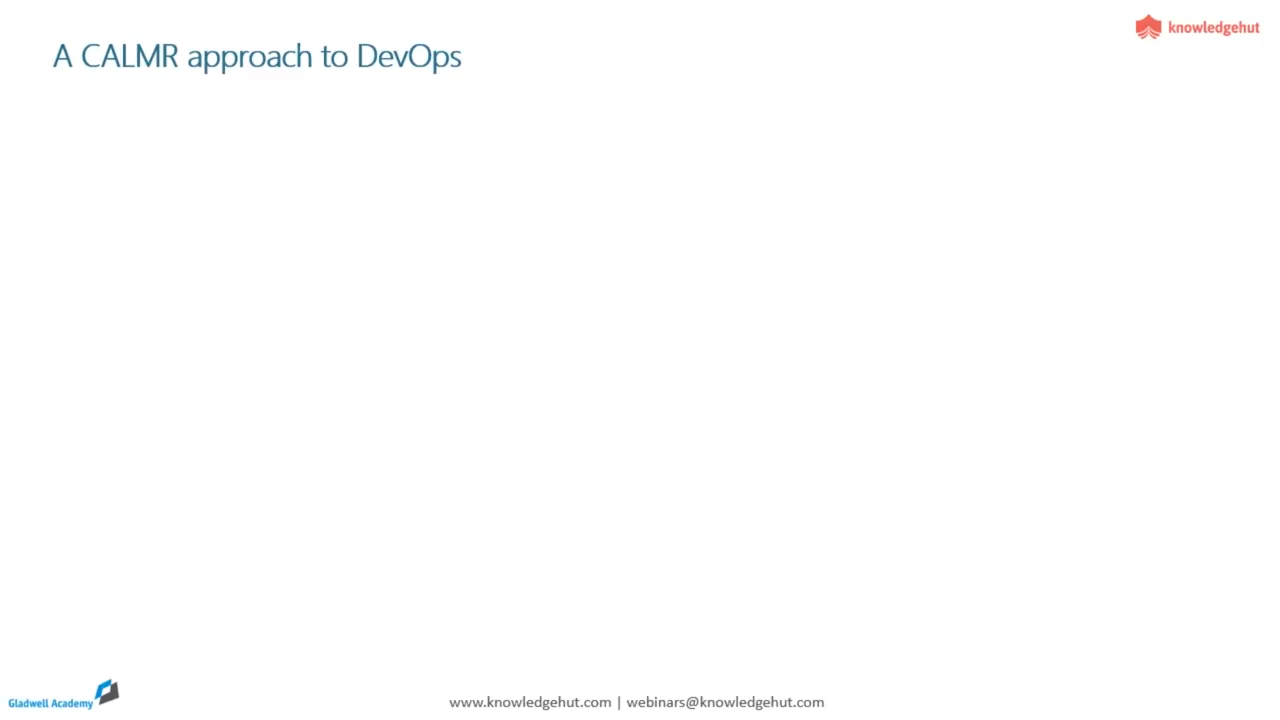 knowledgehut
A CALMR approach to DevOps
Gladwell Academy
www.knowledgehut.com | webinars@knowledgehut.com